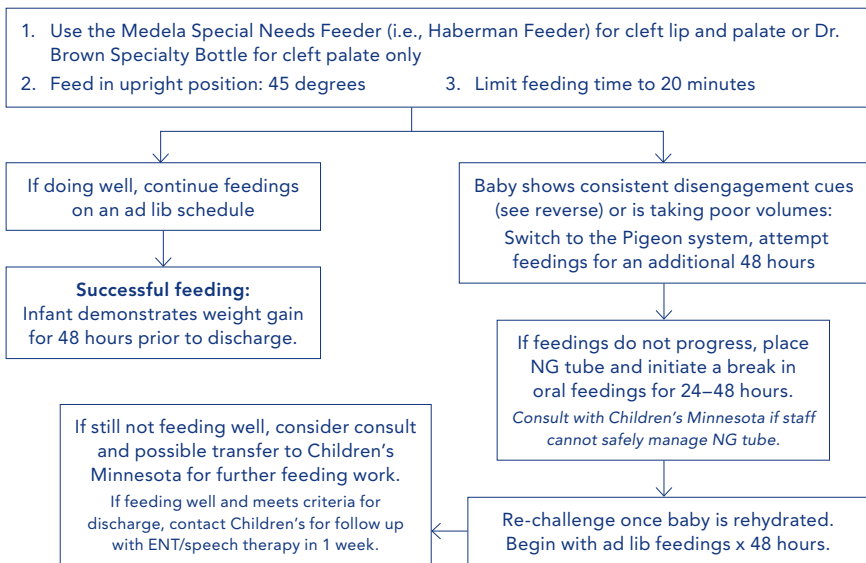 1. Use the Medela Special Needs Feeder (i.e., Haberman Feeder) for cleft lip and palate or Dr.
Brown Specialty Bottle for cleft palate only
2. Feed in upright position: 45 degrees
3. Limit feeding time to 20 minutes
If doing well, continue feedings
on an ad lib schedule
Successful feeding:
Infant demonstrates weight gain
for 48 hours prior to discharge.
Baby shows consistent disengagement cues
(see reverse) or is taking poor volumes:
Switch to the Pigeon system, attempt
feedings for an additional 48 hours
If feedings do not progress, place
NG tube and initiate a break in
oral feedings for 24–48 hours.
Consult with Children's Minnesota if staff
cannot safely manage NG tube.
Re-challenge once baby is rehydrated.
Begin with ad lib feedings x 48 hours.
If still not feeding well, consider consult
and possible transfer to Children's
Minnesota for further feeding work.
If feeding well and meets criteria for
discharge, contact Children's for follow up
with ENT/speech therapy in 1 week.